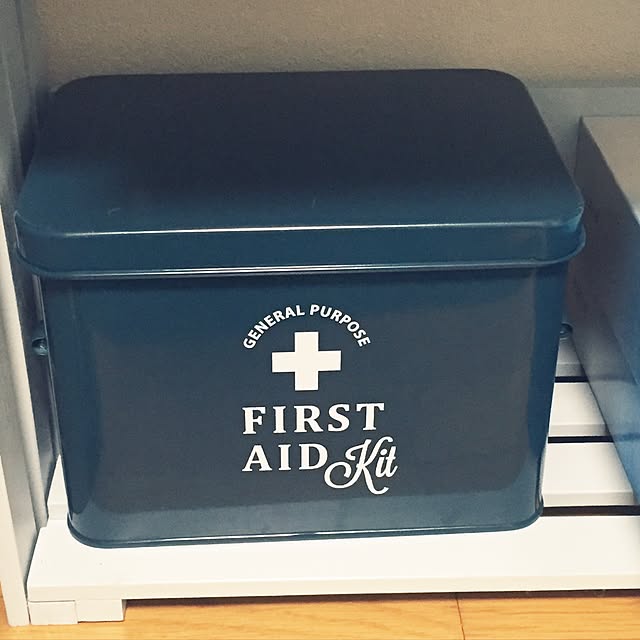 GENERAL PURPOSE
FIRST
AID Kit